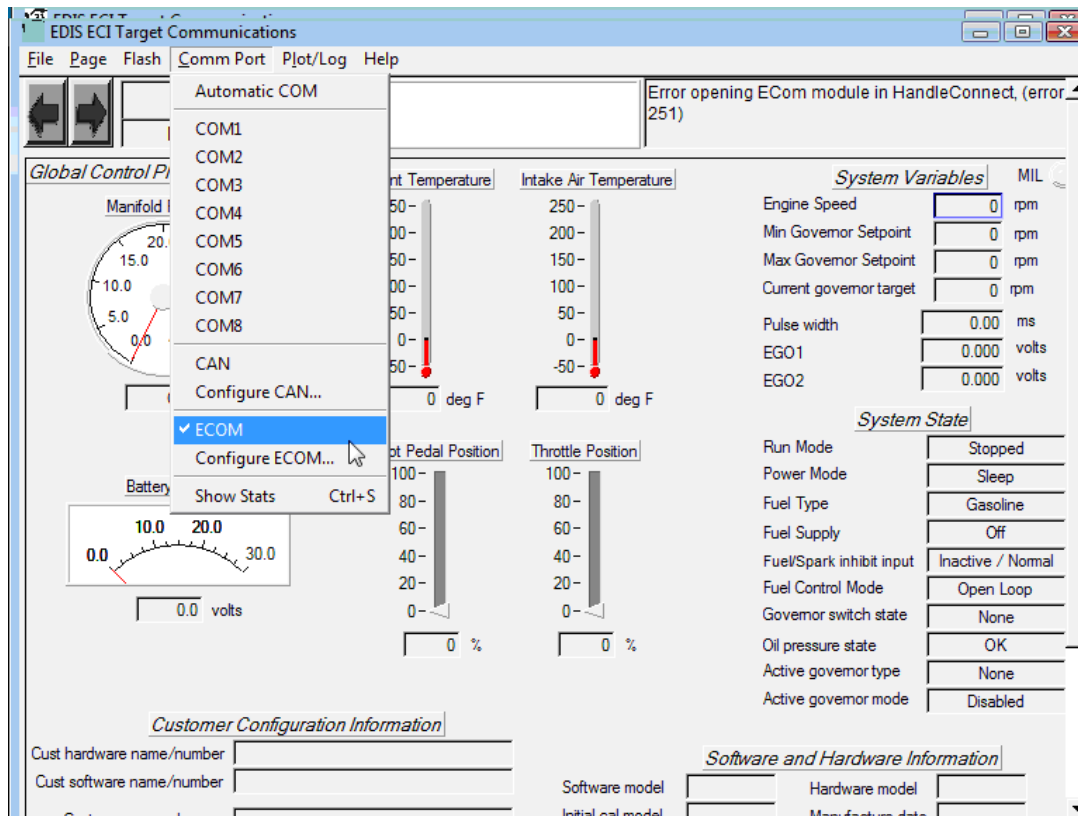 EDIS ECI Target Communications
File Page Flash Comm Port Plot/Log Help
Automatic COM
COM1
COM2
COM3
COM4
COM5
COM6
COM7
COM8
CAN
Configure CAN...
ECOM
Configure ECOM...
Show Stats Ctrl+S
Error opening ECom module in HandleConnect, (error
251)
Global Control
Manifold
20.
15.0
10.0
5.0
0.0
Temperature
0 deg F
Intake Air Temperature
250
200
150
100
50
0
-50
0 deg F
Battery
10.0 20.0
0.0 30.0
0.0 volts
Pedal Position
100
80
60
40
20
0
0 %
Throttle Position
100
80
60
40
20
0
0 %
System Variables MIL
Engine Speed 0 rpm
Min Governor Setpoint 0 rpm
Max Governor Setpoint 0 rpm
Current governor target 0 rpm
Pulse width 0.00 ms
EGO1 0.000 volts
EGO2 0.000 volts
System State
Run Mode Stopped
Power Mode Sleep
Fuel Type Gasoline
Fuel Supply Off
Fuel/Spark inhibit input Inactive / Normal
Fuel Control Mode Open Loop
Governor switch state None
Oil pressure state OK
Active governor type None
Active governor mode Disabled
Customer Configuration Information
Cust hardware name/number
Cust software name/number
Software and Hardware Information
Software model Hardware model
Initial cal model Manufacture date